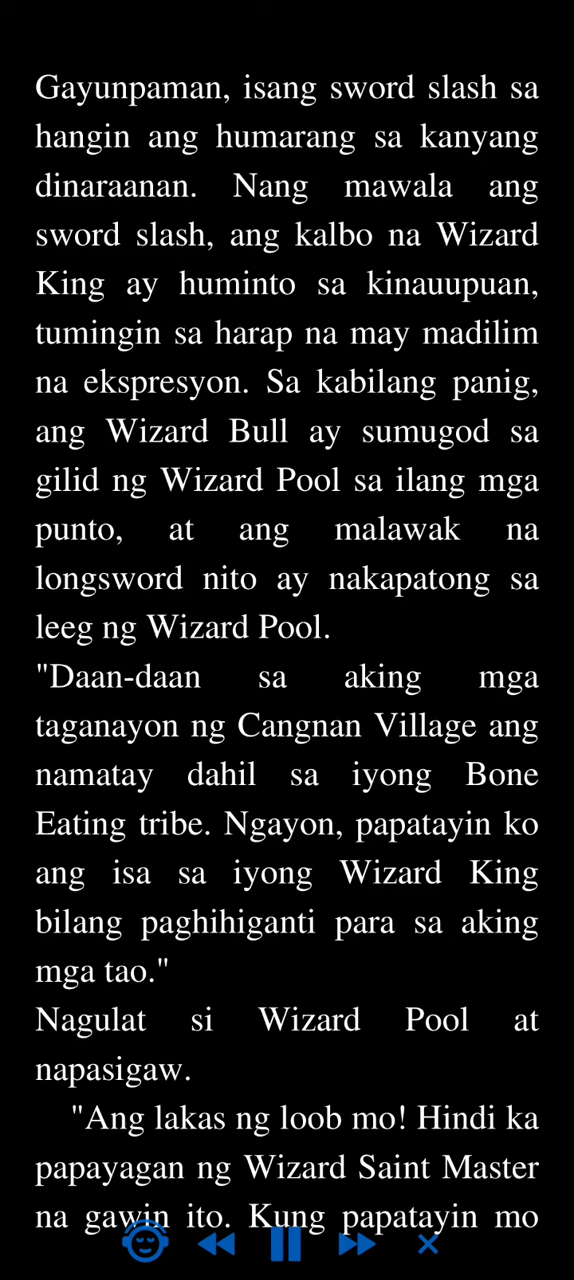 Gayunpaman, isang sword slash sa
hangin ang humarang sa kanyang
dinaraanan. Nang mawala ang
sword slash, ang kalbo na Wizard
King ay huminto sa kinauupuan,
tumingin sa harap na may madilim
na ekspresyon. Sa kabilang panig,
ang Wizard Bull ay sumugod sa
gilid ng Wizard Pool sa ilang mga
punto, at ang malawak na
longsword nito ay nakapatong sa
leeg ng Wizard Pool.
"Daan-daan sa aking mga
taganayon ng Cangnan Village ang
namatay dahil sa iyong Bone
Eating tribe. Ngayon, papatayin ko
ang isa sa iyong Wizard King
bilang paghihiganti para sa aking
mga tao."
Nagulat si Wizard Pool at
napasigaw.
"Ang lakas ng loob mo! Hindi ka
papayagan ng Wizard Saint Master
na gawin ito. Kung papatayin mo